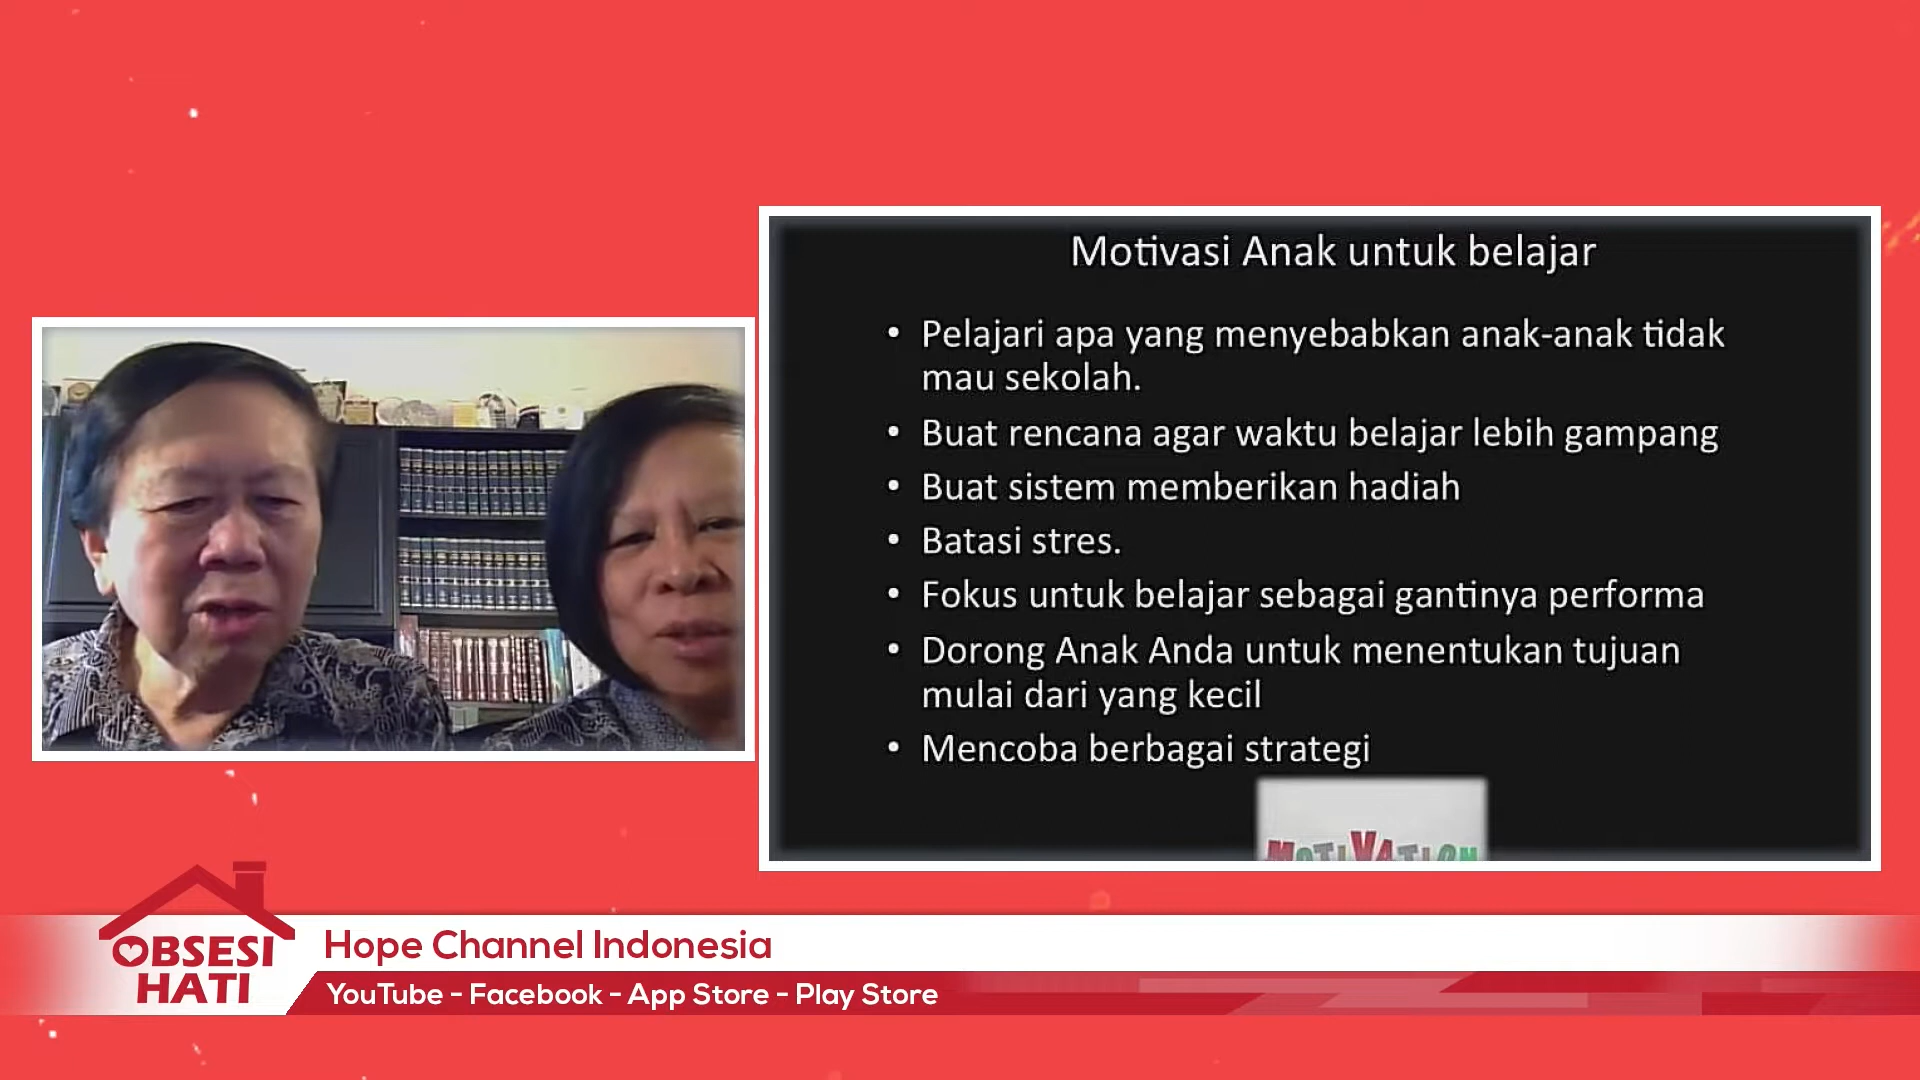 Motivasi Anak untuk belajar
• Pelajari apa yang menyebabkan anak-anak tidak
mau sekolah.
• Buat rencana agar waktu belajar lebih gampang
• Buat sistem memberikan hadiah
• Batasi stres.
• Fokus untuk belajar sebagai gantinya performa
• Dorong Anak Anda untuk menentukan tujuan
mulai dari yang kecil
• Mencoba berbagai strategi
MOTIVATION
OBSESI
HATI
Hope Channel Indonesia
YouTube - Facebook - App Store - Play Store